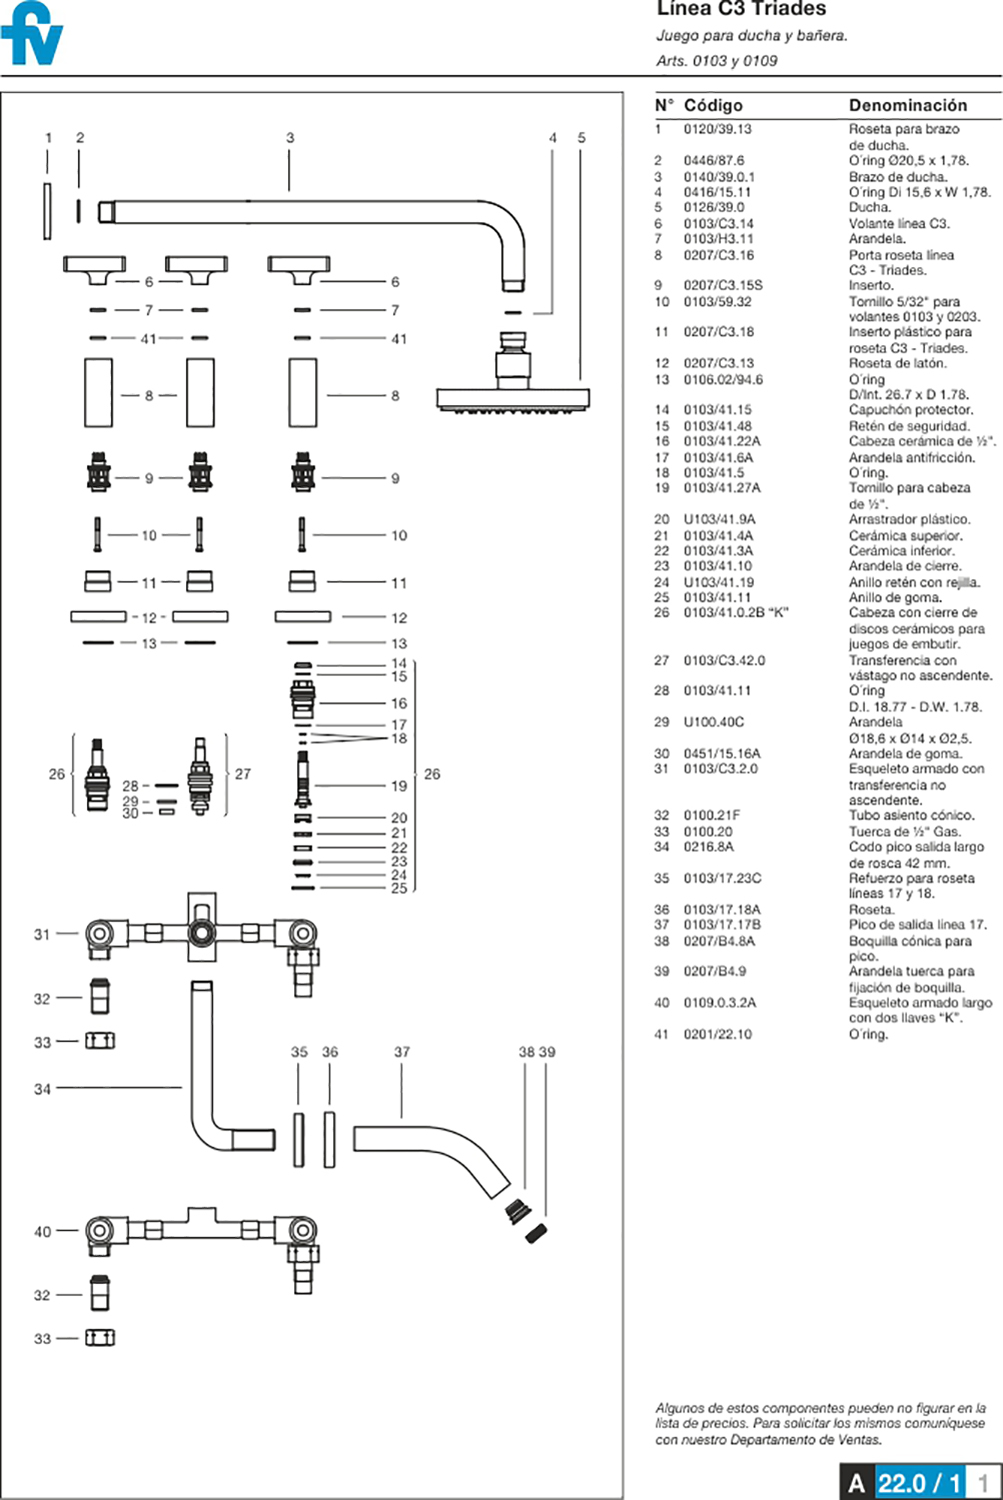 fv
Línea C3 Triades
Juego para ducha y bañera.
Arts. 0103 y 0109
N° Código Denominación
1 0120/39.13 Roseta para brazo
de ducha.
2 0446/87.6 O´ring Ø20,5 x 1,78.
3 0140/39.0.1 Brazo de ducha.
4 0416/15.11 O´ring Di 15,6 x W 1,78.
5 0126/39.0 Ducha.
6 0103/C3.14 Volante línea C3.
7 0103/H3.11 Arandela.
8 0207/C3.16 Porta roseta línea
C3 - Triades.
9 0207/C3.15S Inserto.
10 0103/59.32 Tornillo 5/32" para
volantes 0103 y 0203.
11 0207/C3.18 Inserto plástico para
roseta C3 - Triades.
12 0207/C3.13 Roseta de latón.
13 0106.02/94.6 O´ring
D/Int. 26.7 x D 1.78.
14 0103/41.15 Capuchón protector.
15 0103/41.48 Retén de seguridad.
16 0103/41.22A Cabeza cerámica de ½".
17 0103/41.6A Arandela antifricción.
18 0103/41.5 O´ring.
19 0103/41.27A Tornillo para cabeza
de ½".
20 U103/41.9A Arrastrador plástico.
21 0103/41.4A Cerámica superior.
22 0103/41.3A Cerámica inferior.
23 0103/41.10 Arandela de cierre.
24 U103/41.19 Anillo retén con rejilla.
25 0103/41.11 Anillo de goma.
26 0103/41.0.2B “K” Cabeza con cierre de
discos cerámicos para
juegos de embutir.
27 0103/C3.42.0 Transferencia con
vástago no ascendente.
28 0103/41.11 O´ring
D.I. 18.77 - D.W. 1.78.
29 U100.40C Arandela
Ø18,6 x Ø14 x Ø2,5.
30 0451/15.16A Arandela de goma.
31 0103/C3.2.0 Esqueleto armado con
transferencia no
ascendente.
32 0100.21F Tubo asiento cónico.
33 0100.20 Tuerca de ½" Gas.
34 0216.8A Codo pico salida largo
de rosca 42 mm.
35 0103/17.23C Refuerzo para roseta
líneas 17 y 18.
36 0103/17.18A Roseta.
37 0103/17.17B Pico de salida línea 17.
38 0207/B4.8A Boquilla cónica para
pico.
39 0207/B4.9 Arandela tuerca para
fijación de boquilla.
40 0109.0.3.2A Esqueleto armado largo
con dos llaves “K”.
41 0201/22.10 O´ring.
1 2 3 4 5
6 6
7 7
41 41
8 8
9 9
10 10
11 11
12 12
13 13
14
15
16
17
18
26 27 19 26
28
29
30
20
21
22
23
24
25
31
32
33
35 36 37 38 39
34
40
32
33
Algunos de estos componentes pueden no figurar en la
lista de precios. Para solicitar los mismos comuníquese
con nuestro Departamento de Ventas.
A 22.0 / 1 1